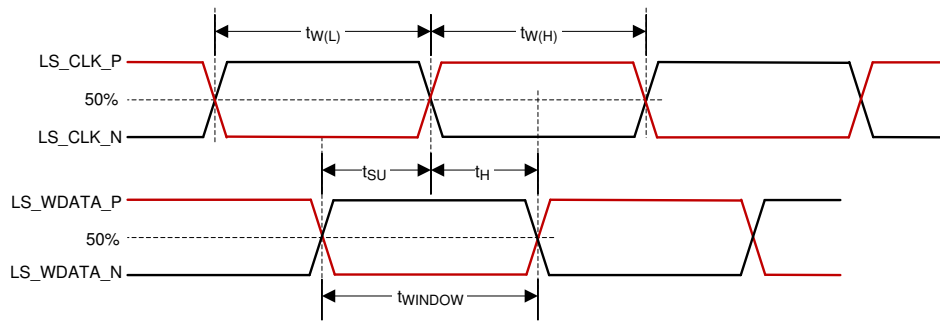 tW(L) tW(H)
LS_CLK_P
50%
LS_CLK_N
tSU tH
LS_WDATA_P
50%
LS_WDATA_N
tWINDOW